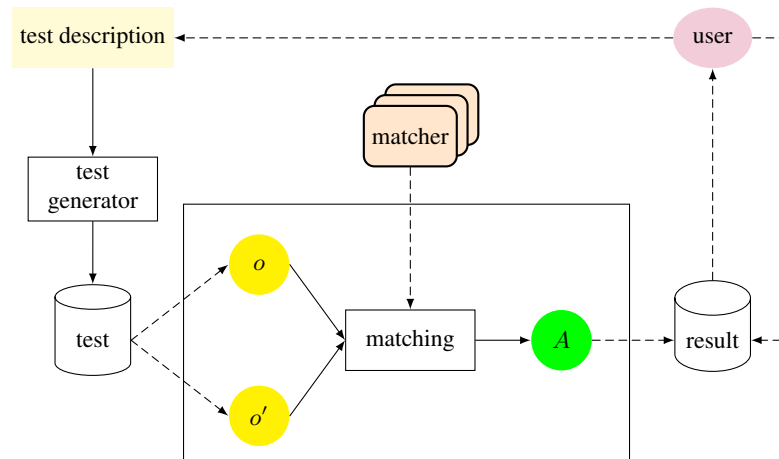 test description
user
matcher
test
generator
o
test
matching
A
result
o′